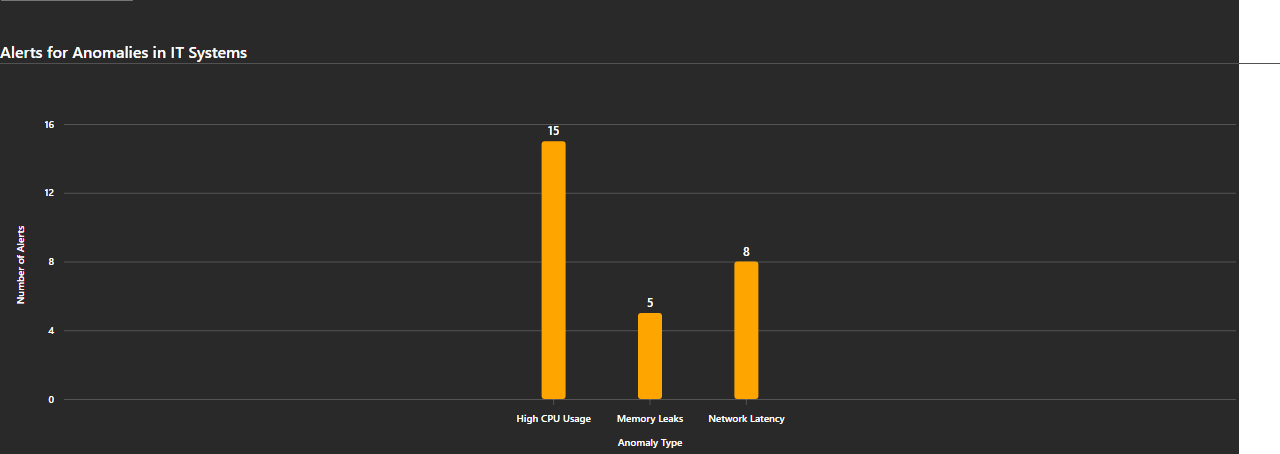 Alerts for Anomalies in IT Systems
16
15
12
8
8
5
4
0
Number of Alerts
High CPU Usage Memory Leaks Network Latency
Anomaly Type